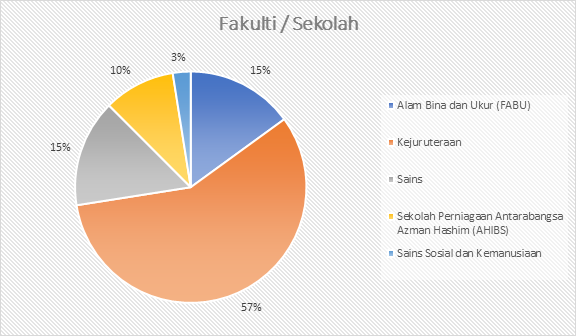 Fakulti / Sekolah
3%
10%
15%
15%
57%
Alam Bina dan Ukur (FABU)
Kejuruteraan
Sains
Sekolah Perniagaan Antarabangsa
Azman Hashim (AHIBS)
Sains Sosial dan Kemanusiaan